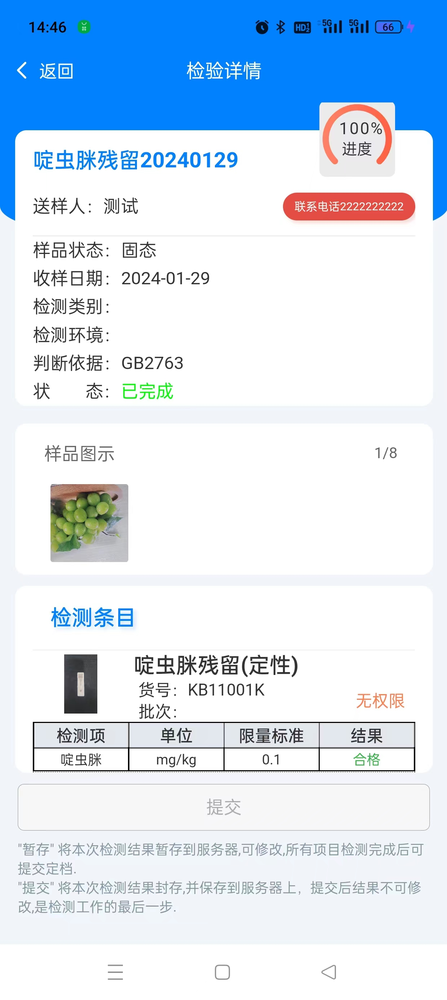 14:46
HD 1 2 5G 5G 66
返回 检验详情
100%
进度
啶虫脒残留20240129
送样人：测试 联系电话2222222222
样品状态：固态
收样日期：2024-01-29
检测类别：
检测环境：
判断依据：GB2763
状 态：已完成
样品图示 1/8
检测条目
啶虫脒残留(定性)
货号：KB11001K
无权限
批次：
检测项 单位 限量标准 结果
啶虫脒 mg/kg 0.1 合格
提交
"暂存" 将本次检测结果暂存到服务器,可修改,所有项目检测完成后可
提交定档.
"提交" 将本次检测结果封存,并保存到服务器上，提交后结果不可修
改,是检测工作的最后一步.